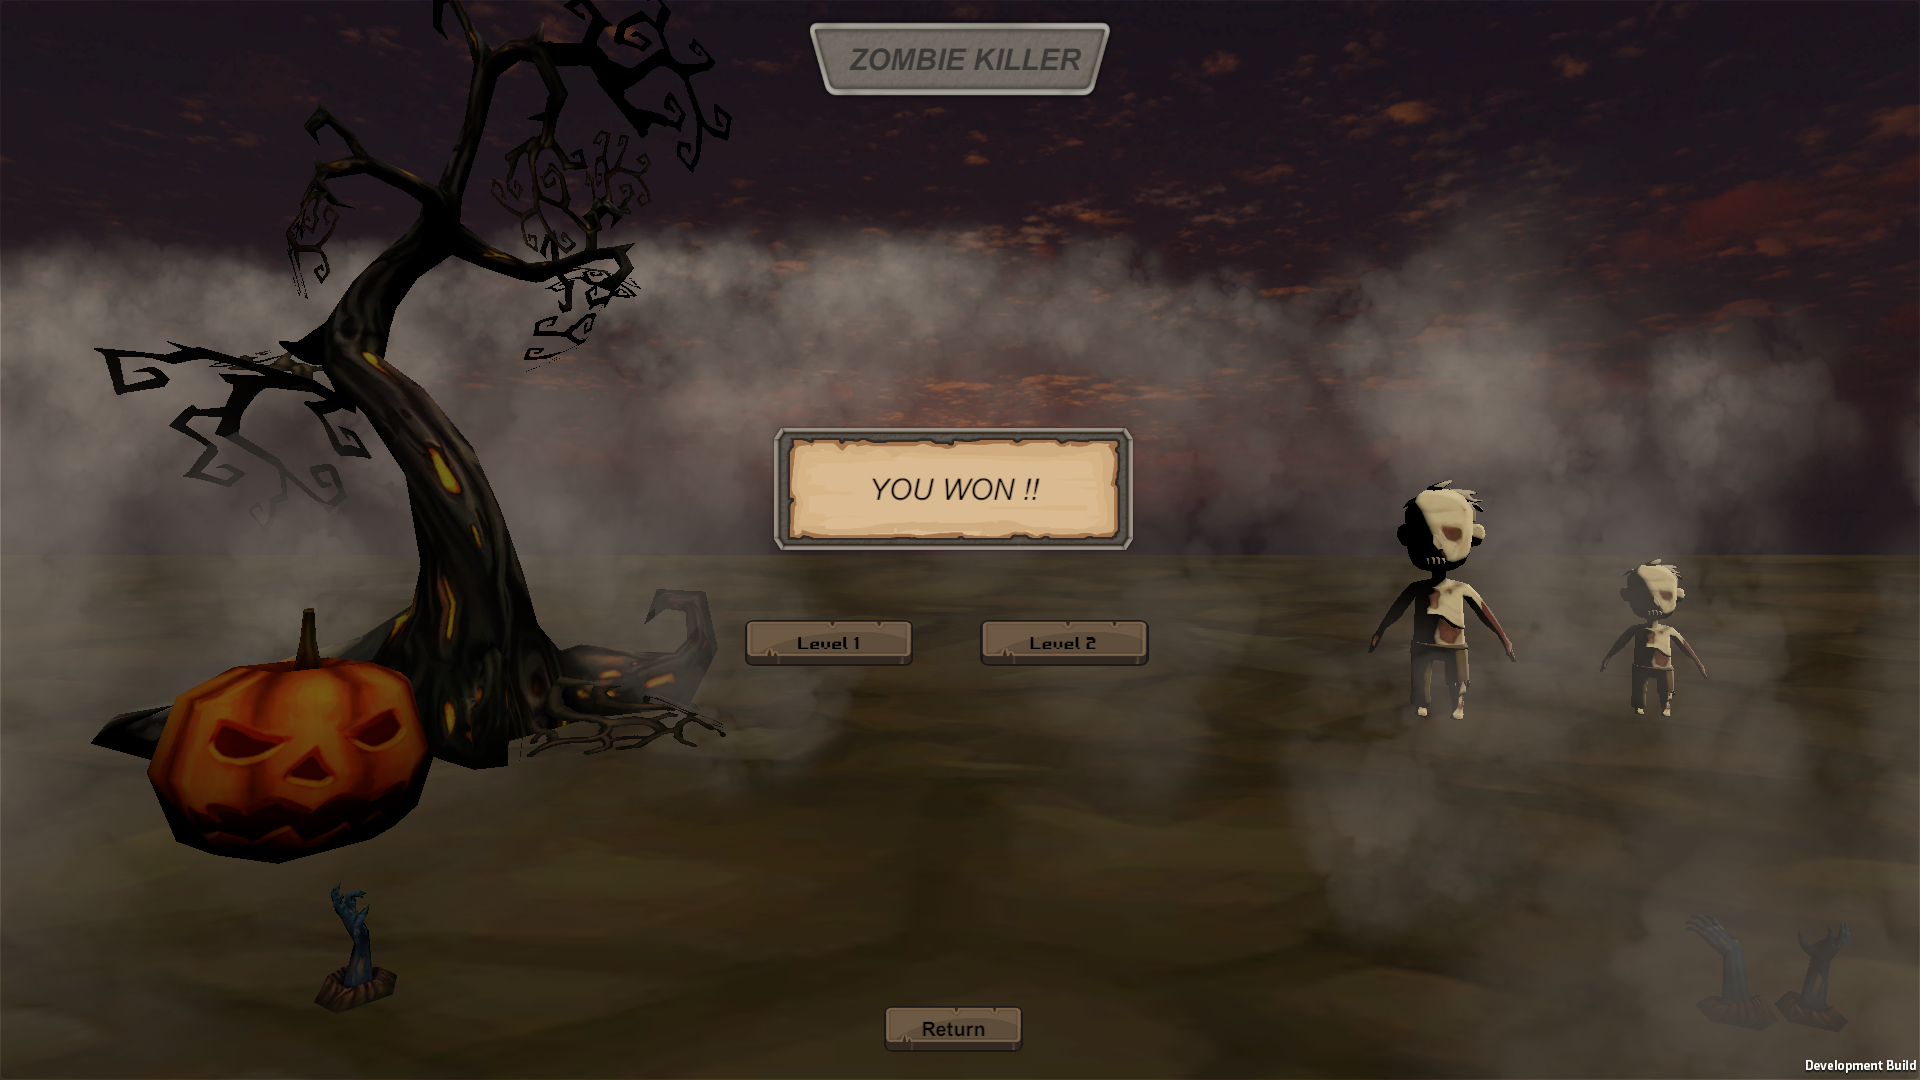 ZOMBIE KILLER
YOU WON !!
Level 1
Level 2
Return
Development Build